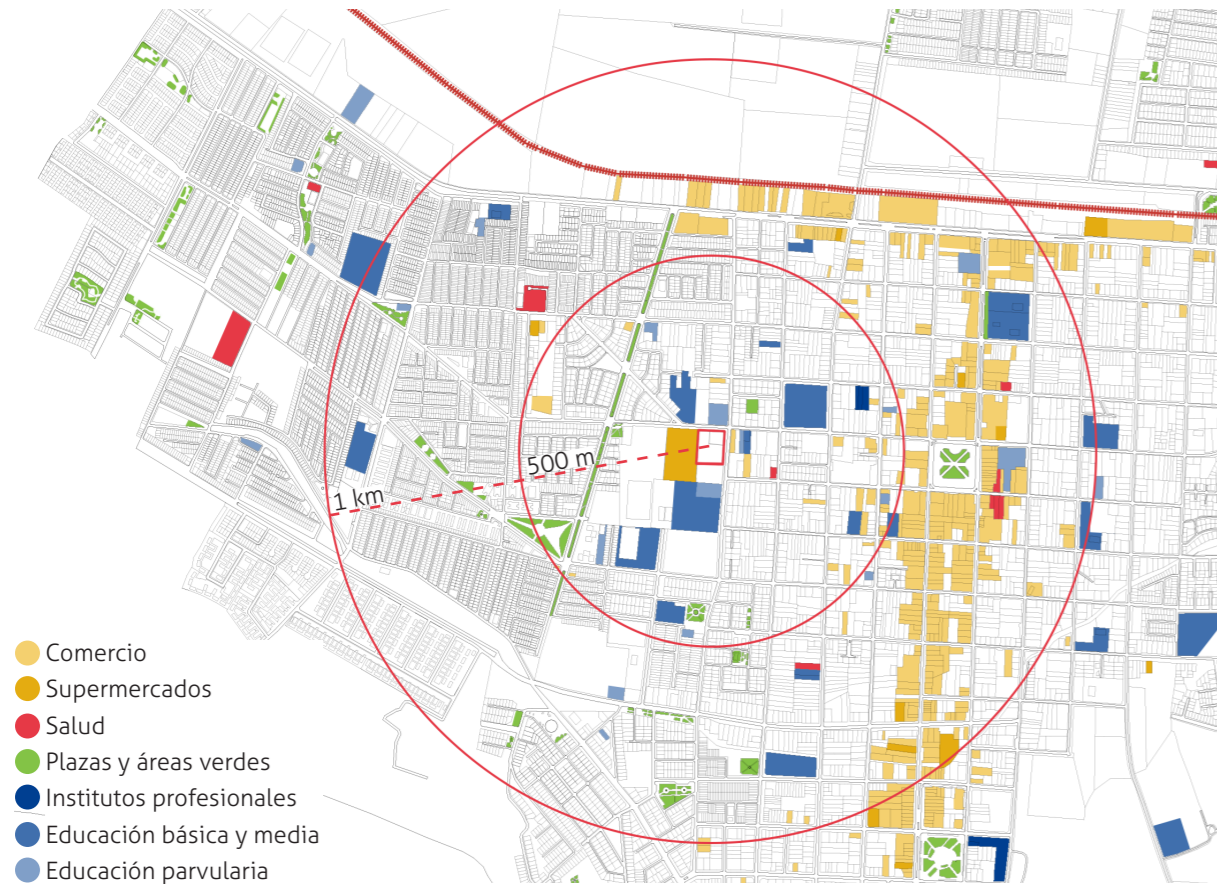 500 m
1 km
Comercio
Supermercados
Salud
Plazas y áreas verdes
Institutos profesionales
Educación básica y media
Educación parvularia